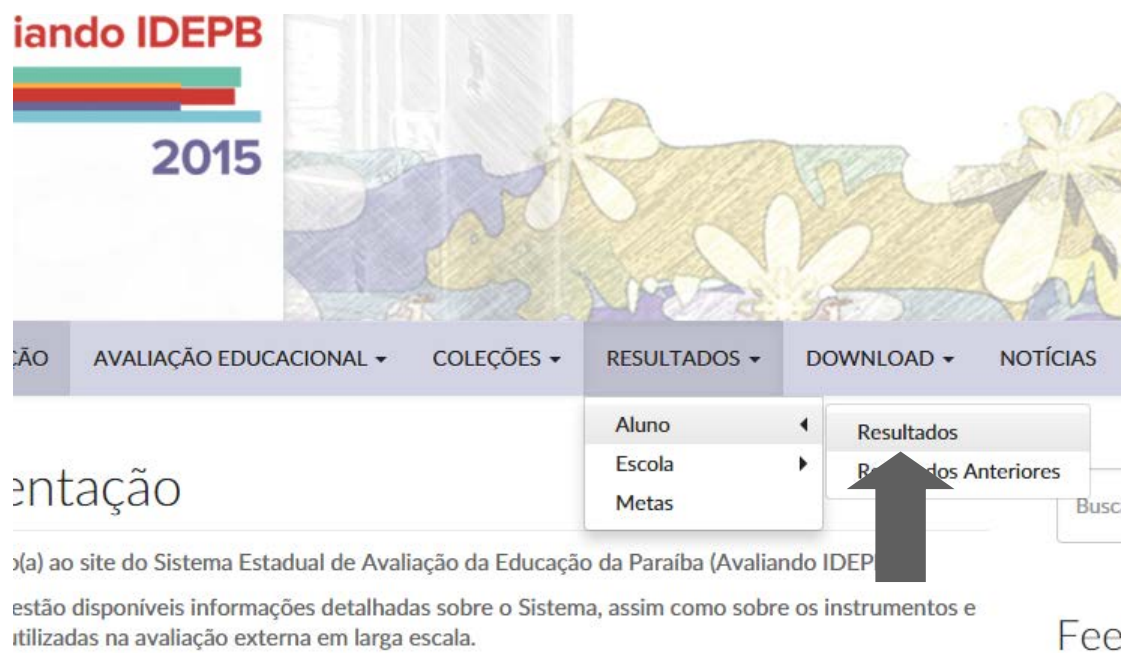 iando IDEPB
2015
ÇÃO AVALIAÇÃO EDUCACIONAL COLEÇÕES RESULTADOS DOWNLOAD NOTÍCIAS
Aluno Resultados
Escola Anteriores
Metas
entação
Busca
o(a) ao site do Sistema Estadual de Avaliação da Educação da Paraíba (Avaliando IDEP
estão disponíveis informações detalhadas sobre o Sistema, assim como sobre os instrumentos e
utilizadas na avaliação externa em larga escala.
Fee